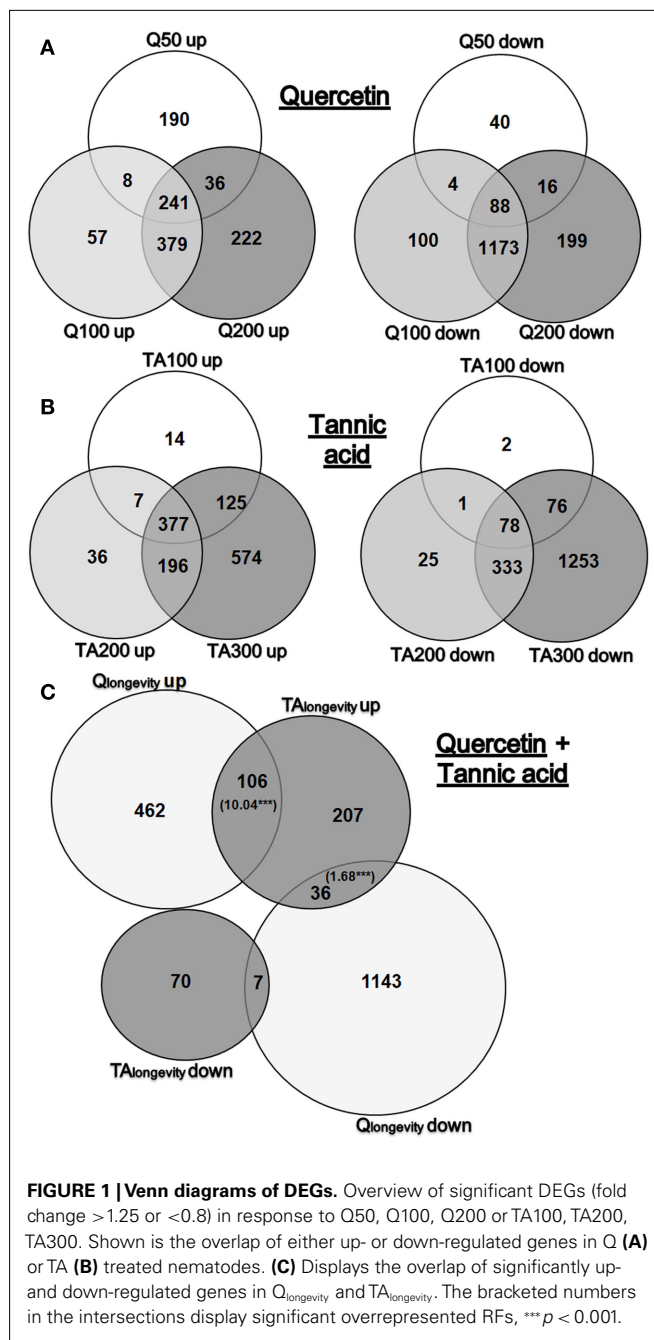 A
Q50 up
Q50 down
Quercetin
190
40
8
36
4
16
241
88
57
379
222
100
1173
199
Q100 up
Q200 up
Q100 down
Q200 down
TA100 up
TA100 down
B
Tannic
acid
14
2
7
125
1
76
377
78
36
196
574
25
333
1253
TA200 up
TA300 up
TA200 down
TA300 down
C
Qlongevity up
TAlongevity up
Quercetin +
Tannic acid
106
(10.04***)
462
207
(1.68***)
36
70
7
1143
TAlongevity down
Qlongevity down
FIGURE 1 | Venn diagrams of DEGs. Overview of significant DEGs (fold
change >1.25 or <0.8) in response to Q50, Q100, Q200 or TA100, TA200,
TA300. Shown is the overlap of either up- or down-regulated genes in Q (A)
or TA (B) treated nematodes. (C) Displays the overlap of significantly up-
and down-regulated genes in Qlongevity and TAlongevity. The bracketed numbers
in the intersections display significant overrepresented RFs, ***p < 0.001.